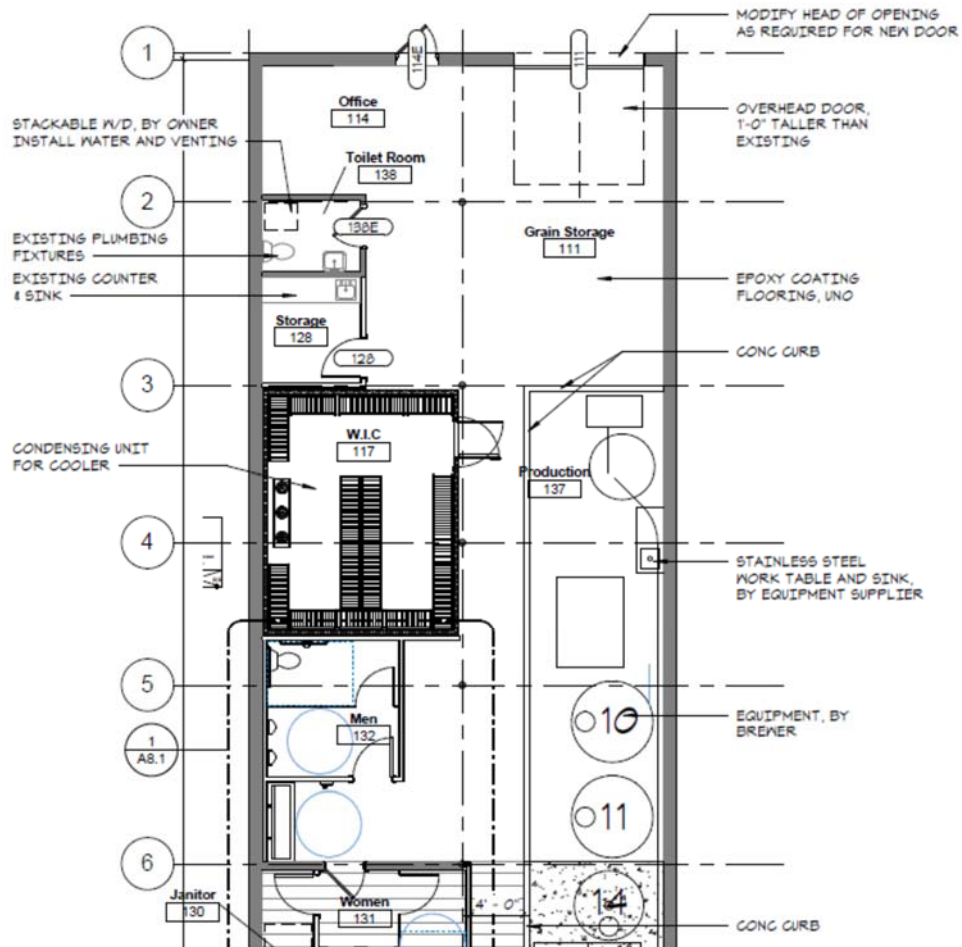 MODIFY HEAD OF OPENING
AS REQUIRED FOR NEW DOOR
1
114E
111
Office
114
OVERHEAD DOOR,
1'-0" TALLER THAN
EXISTING
STACKABLE W/D, BY OWNER
INSTALL WATER AND VENTING
Toilet Room
138
2
138E
Grain Storage
111
EXISTING PLUMBING
FIXTURES
EXISTING COUNTER
& SINK
EPOXY COATING
FLOORING, UNO
Storage
128
128
CONC CURB
3
W.I.C
117
CONDENSING UNIT
FOR COOLER
Production
137
4
STAINLESS STEEL
WORK TABLE AND SINK,
BY EQUIPMENT SUPPLIER
5
Men
132
10
EQUIPMENT, BY
BREWER
1
A8.1
11
6
Janitor
130
Women
131
4' 0"
14
CONC CURB